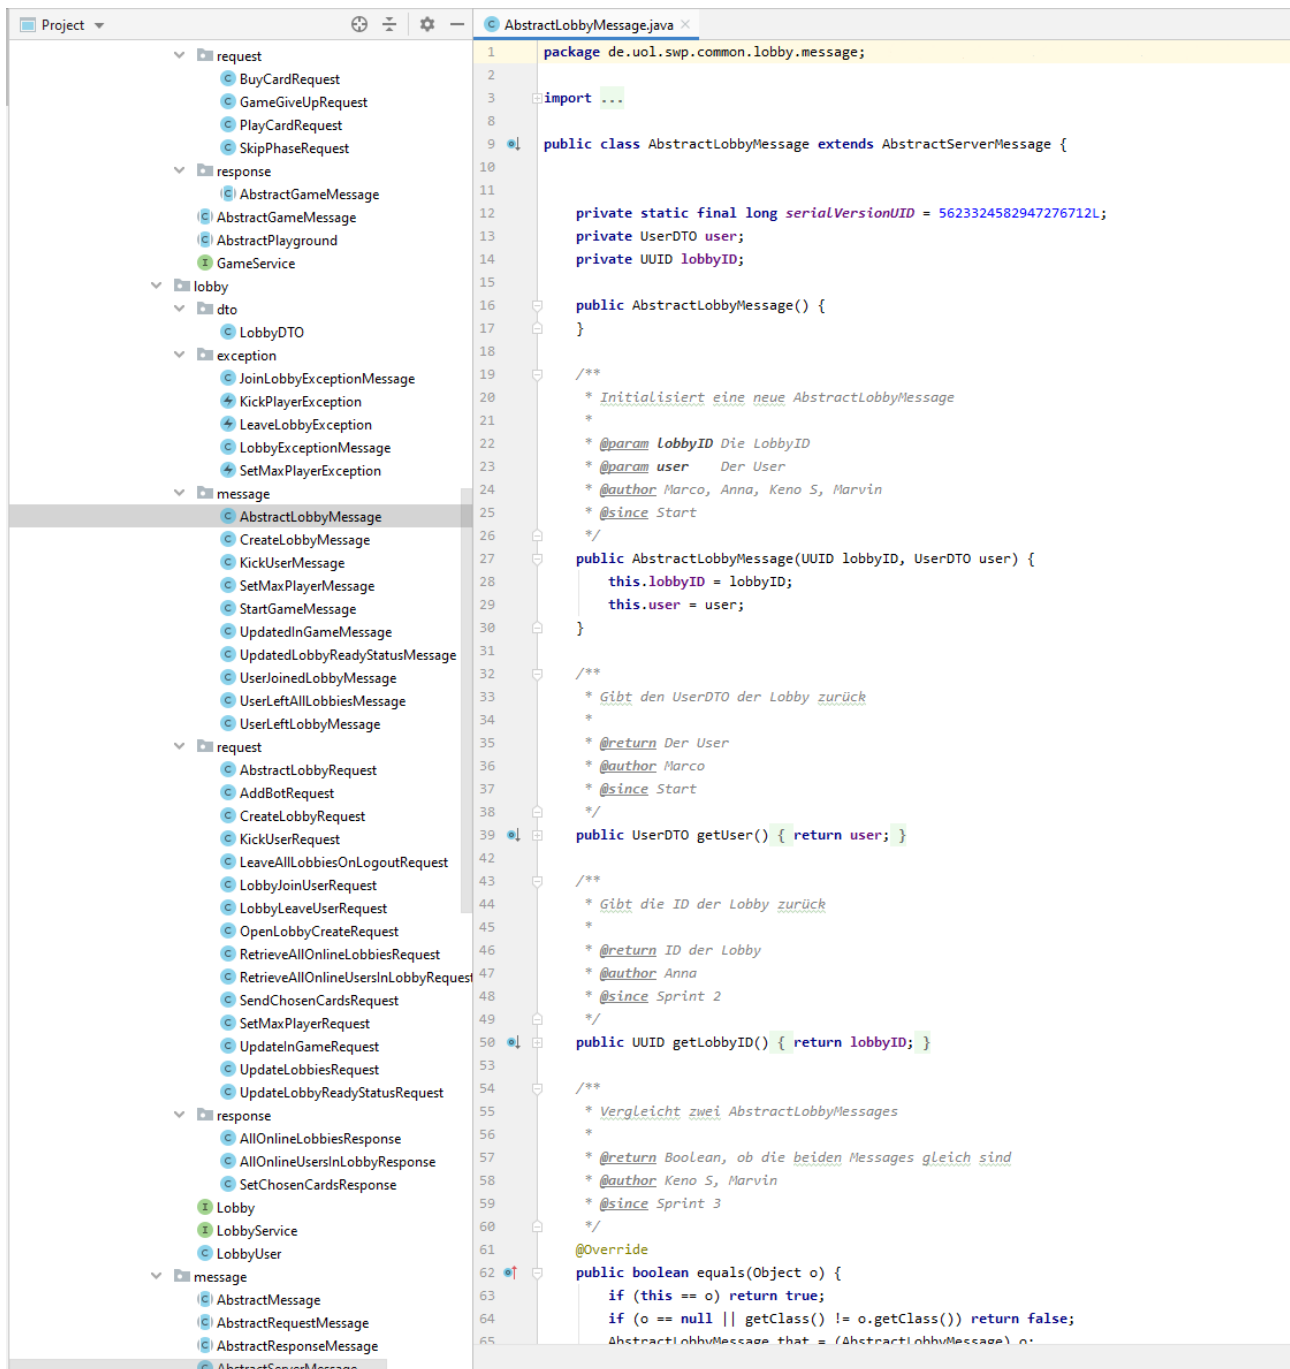 Project
request
BuyCardRequest
GameGiveUpRequest
PlayCardRequest
SkipPhaseRequest
response
AbstractGameMessage
AbstractGameMessage
AbstractPlayground
GameService
lobby
dto
LobbyDTO
exception
JoinLobbyExceptionMessage
KickPlayerException
LeaveLobbyException
LobbyExceptionMessage
SetMaxPlayerException
message
AbstractLobbyMessage
CreateLobbyMessage
KickUserMessage
SetMaxPlayerMessage
StartGameMessage
UpdatedInGameMessage
UpdatedLobbyReadyStatusMessage
UserJoinedLobbyMessage
UserLeftAllLobbiesMessage
UserLeftLobbyMessage
request
AbstractLobbyRequest
AddBotRequest
CreateLobbyRequest
KickUserRequest
LeaveAllLobbiesOnLogoutRequest
LobbyJoinUserRequest
LobbyLeaveUserRequest
OpenLobbyCreateRequest
RetrieveAllOnlineLobbiesRequest
RetrieveAllOnlineUsersInLobbyRequest
SendChosenCardsRequest
SetMaxPlayerRequest
UpdateInGameRequest
UpdateLobbiesRequest
UpdateLobbyReadyStatusRequest
response
AllOnlineLobbiesResponse
AllOnlineUsersInLobbyResponse
SetChosenCardsResponse
Lobby
LobbyService
LobbyUser
message
AbstractMessage
AbstractRequestMessage
AbstractResponseMessage
AbstractServerMessage
AbstractLobbyMessage.java
1 package de.uol.swp.common.lobby.message;
2
3 import ...
8
9 public class AbstractLobbyMessage extends AbstractServerMessage {
10
11
12 private static final long serialVersionUID = 5623324582947276712L;
13 private UserDTO user;
14 private UUID lobbyID;
15
16 public AbstractLobbyMessage() {
17 }
18
19 /**
20 * Initialisiert eine neue AbstractLobbyMessage
21 *
22 * @param lobbyID Die LobbyID
23 * @param user Der User
24 * @author Marco, Anna, Keno S, Marvin
25 * @since Start
26 */
27 public AbstractLobbyMessage(UUID lobbyID, UserDTO user) {
28 this.lobbyID = lobbyID;
29 this.user = user;
30 }
31
32 /**
33 * Gibt den UserDTO der Lobby zurück
34 *
35 * @return Der User
36 * @author Marco
37 * @since Start
38 */
39 public UserDTO getUser() { return user; }
42
43 /**
44 * Gibt die ID der Lobby zurück
45 *
46 * @return ID der Lobby
47 * @author Anna
48 * @since Sprint 2
49 */
50 public UUID getLobbyID() { return lobbyID; }
53
54 /**
55 * Vergleicht zwei AbstractLobbyMessages
56 *
57 * @return Boolean, ob die beiden Messages gleich sind
58 * @author Keno S, Marvin
59 * @since Sprint 3
60 */
61 @Override
62 public boolean equals(Object o) {
63 if (this == o) return true;
64 if (o == null || getClass() != o.getClass()) return false;
65 AbstractLobbyMessage that = (AbstractLobbyMessage) o;